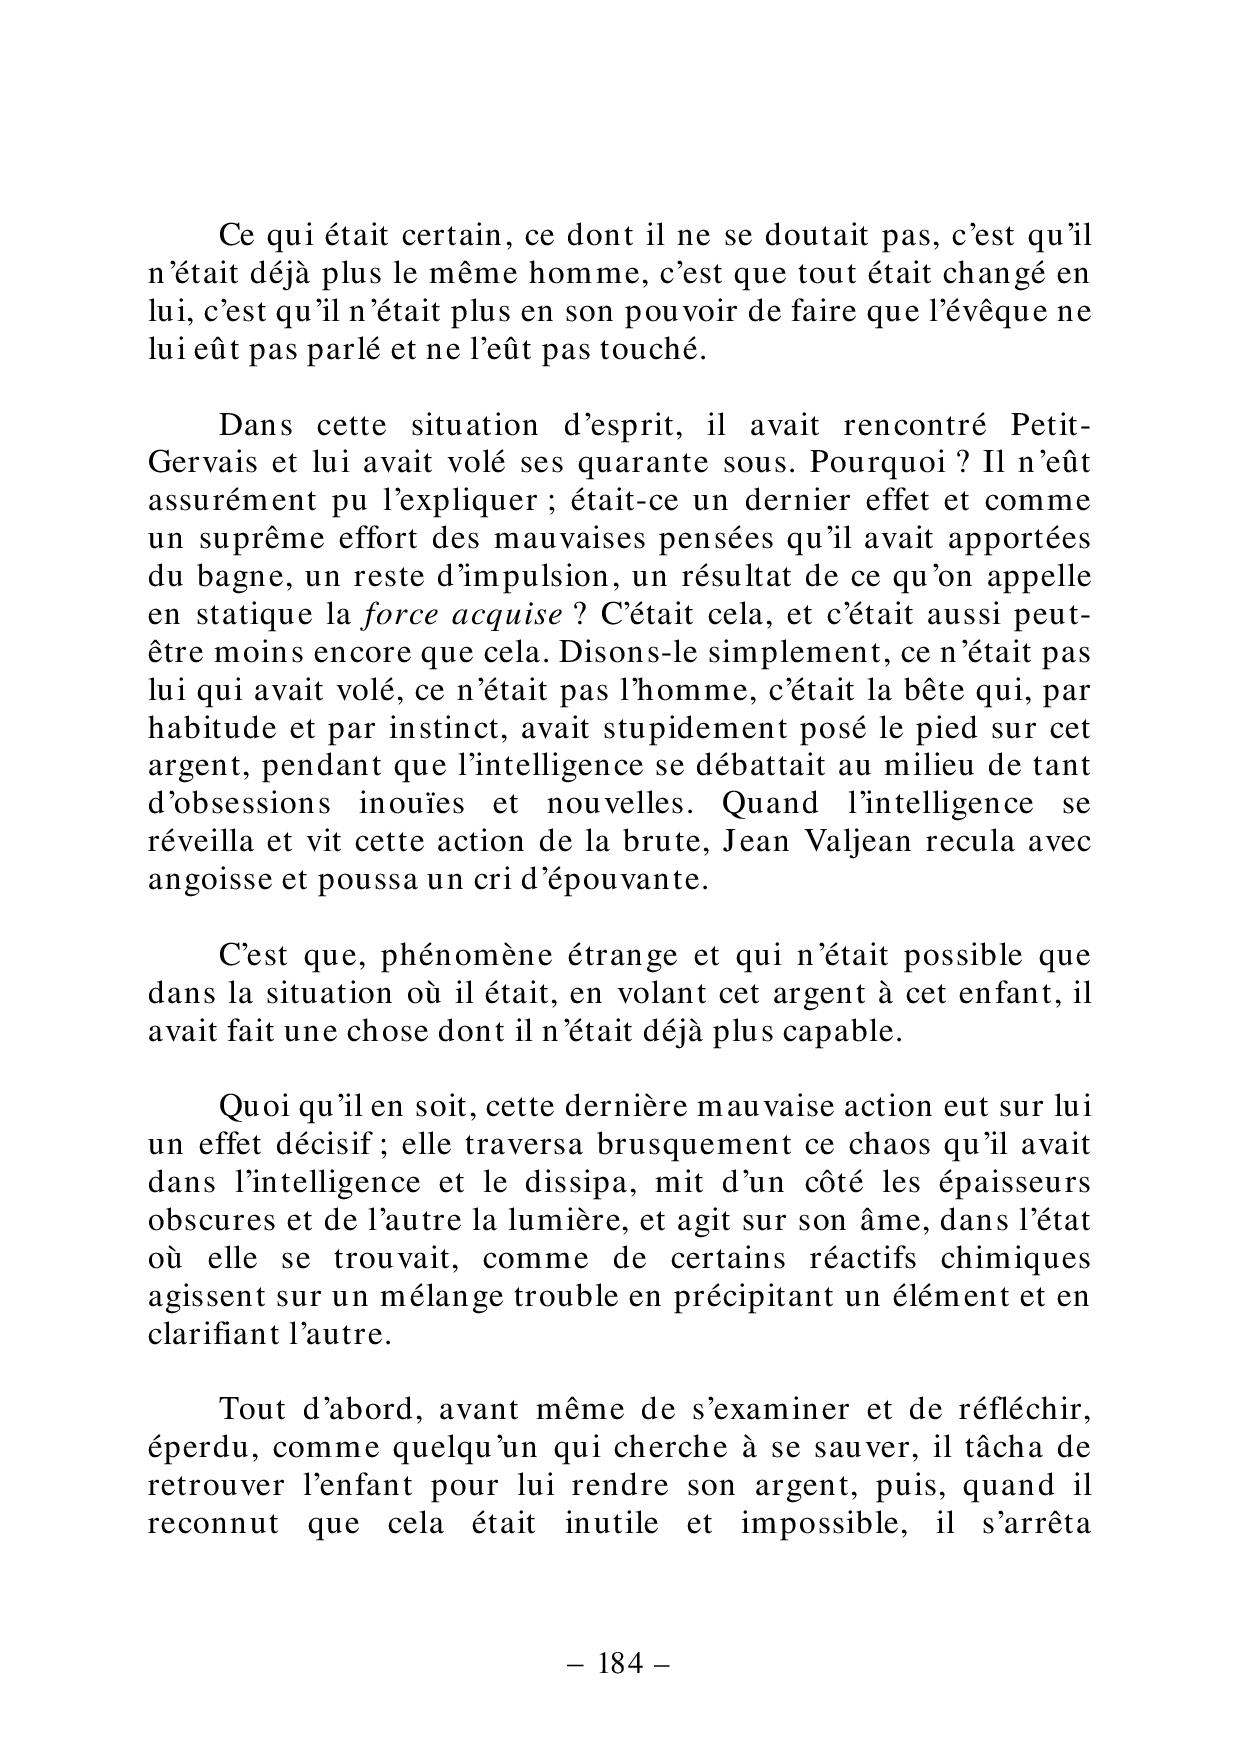 Ce qui était certain, ce dont il ne se doutait pas, c’est qu’il
n’était déjà plus le même homme, c’est que tout était changé en
lui, c’est qu’il n’était plus en son pouvoir de faire que l’évêque ne
lui eût pas parlé et ne l’eût pas touché.
Dans cette situation d’esprit, il avait rencontré Petit-
Gervais et lui avait volé ses quarante sous. Pourquoi ? Il n’eût
assurément pu l’expliquer ; était-ce un dernier effet et comme
un suprême effort des mauvaises pensées qu’il avait apportées
du bagne, un reste d’impulsion, un résultat de ce qu’on appelle
en statique la force acquise ? C’était cela, et c’était aussi peut-
être moins encore que cela. Disons-le simplement, ce n’était pas
lui qui avait volé, ce n’était pas l’homme, c’était la bête qui, par
habitude et par instinct, avait stupidement posé le pied sur cet
argent, pendant que l’intelligence se débattait au milieu de tant
d’obsessions inouïes et nouvelles. Quand l’intelligence se
réveilla et vit cette action de la brute, Jean Valjean recula avec
angoisse et poussa un cri d’épouvante.
C’est que, phénomène étrange et qui n’était possible que
dans la situation où il était, en volant cet argent à cet enfant, il
avait fait une chose dont il n’était déjà plus capable.
Quoi qu’il en soit, cette dernière mauvaise action eut sur lui
un effet décisif ; elle traversa brusquement ce chaos qu’il avait
dans l’intelligence et le dissipa, mit d’un côté les épaisseurs
obscures et de l’autre la lumière, et agit sur son âme, dans l’état
où elle se trouvait, comme de certains réactifs chimiques
agissent sur un mélange trouble en précipitant un élément et en
clarifiant l’autre.
Tout d’abord, avant même de s’examiner et de réfléchir,
éperdu, comme quelqu’un qui cherche à se sauver, il tâcha de
retrouver l’enfant pour lui rendre son argent, puis, quand il
reconnut que cela était inutile et impossible, il s’arrêta
– 184 –